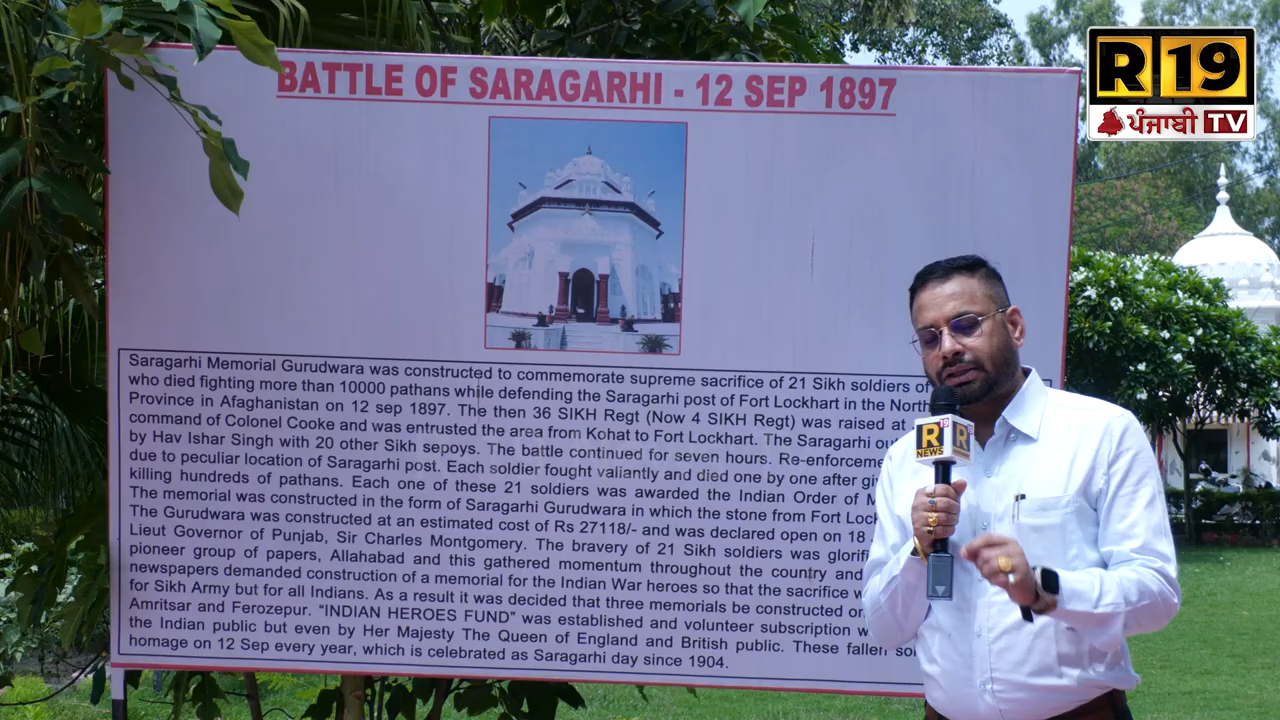 BATTLE OF SARAGARHI - 12 SEP 1897
R 19
ਪੰਜਾਬੀ TV
Saragarhi Memorial Gurudwara was constructed to commemorate supreme sacrifice of 21 Sikh soldiers of
who died fighting more than 10000 pathans while defending the Saragarhi post of Fort Lockhart in the North
Province in Afaghanistan on 12 sep 1897. The then 36 SIKH Regt (Now 4 SIKH Regt) was raised at
command of Colonel Cooke and was entrusted the area from Kohat to Fort Lockhart. The Saragarhi
by Hav Ishar Singh with 20 other Sikh sepoys. The battle continued for seven hours.
due to peculiar location of Saragarhi post. Each soldier fought valiantly and died one by one after
killing hundreds of pathans. Each one of these 21 soldiers was awarded the Indian Order of
The memorial was constructed in the form of Saragarhi Gurudwara in which the stone from Fort
The Gurudwara was constructed at an estimated cost of Rs 27118/- and was declared open on 18
Lieut Governor of Punjab, Sir Charles Montgomery. The bravery of 21 Sikh soldiers was
pioneer group of papers, Allahabad and this gathered momentum throughout the country and
newspapers demanded construction of a memorial for the Indian War heroes so that the sacrifice
for Sikh Army but for all Indians. As a result it was decided that three memorials be constructed
Amritsar and Ferozepur. “INDIAN HEROES FUND” was established and volunteer subscription
the Indian public but even by Her Majesty The Queen of England and British public. These fallen
homage on 12 Sep every year, which is celebrated as Saragarhi day since 1904.
R 19
NEWS
R